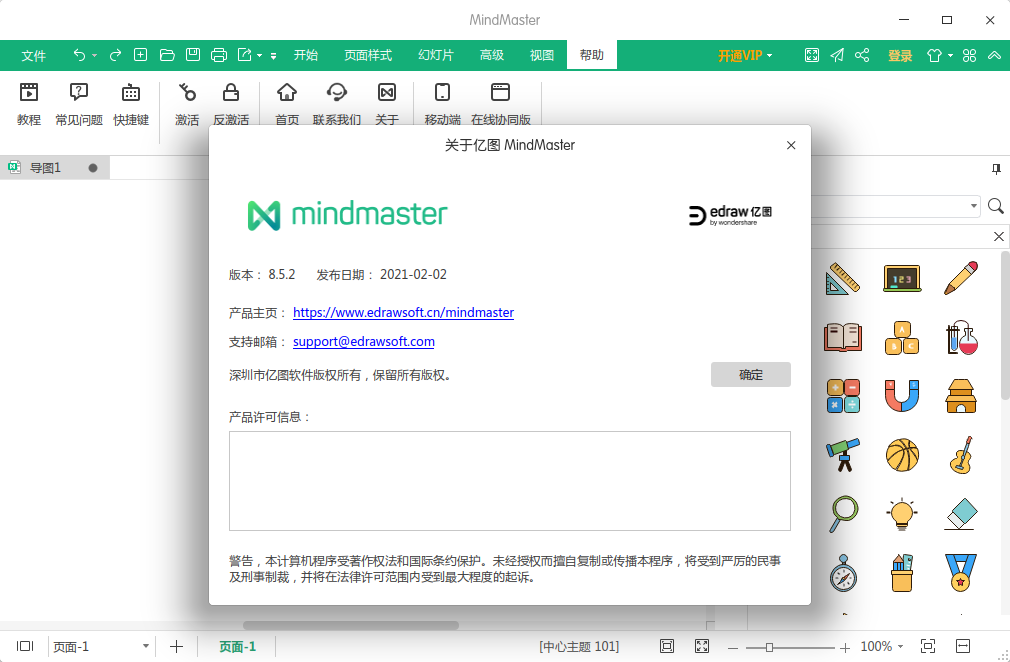 MindMaster
文件 开始 页面样式 幻灯片 高级 视图 帮助 开通VIP 登录
教程 常见问题 快捷键 激活 反激活 首页 联系我们 关于 移动端 在线协同版
导图1
关于亿图 MindMaster
mindmaster
edraw亿图
by wondershare
版本： 8.5.2 发布日期： 2021-02-02
产品主页： https://www.edrawsoft.cn/mindmaster
支持邮箱： support@edrawsoft.com
深圳市亿图软件版权所有，保留所有版权。
确定
产品许可信息：
警告，本计算机程序受著作权法和国际条约保护。未经授权而擅自复制或传播本程序，将受到严厉的民事
及刑事制裁，并将在法律许可范围内受到最大程度的起诉。
1 2 3
A
B C
页面-1 页面-1 [中心主题 101] 100%